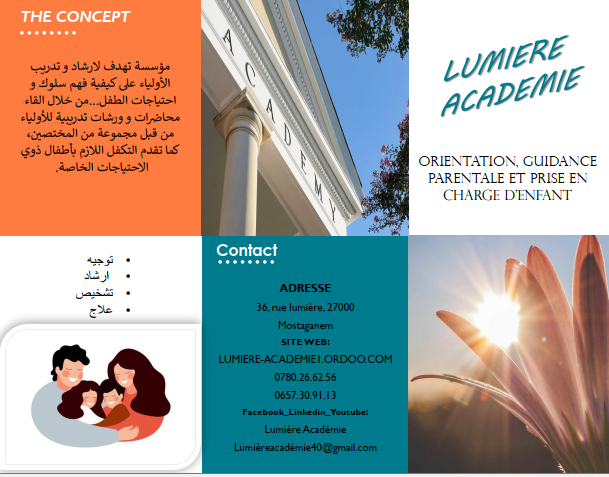 THE CONCEPT
مؤسسة تهدف لارشاد و تدريب
الأولياء على كيفية فهم سلوك و
احتياجات الطفل...من خلال القاء
محاضرات و ورشات تدريبية للأولياء
من قبل مجموعة من المختصين،
كما تقدم التكفل اللازم بأطفال ذوي
الاحتياجات الخاصة.
ACADEMY
LUMIERE
ACADEMIE
ORIENTATION, GUIDANCE
PARENTALE ET PRISE EN
CHARGE D'ENFANT
• توجيه
• ارشاد
• تشخيص
• علاج
Contact
ADRESSE
36, rue lumière, 27000
Mostaganem
SITE WEB:
LUMIERE-ACADEMIE1.ORDOO.COM
0780.26.62.56
0657.30.91.13
Facebook_Linkedin_Youtube:
Lumière Académie
Lumièreacadémie40@gmail.com